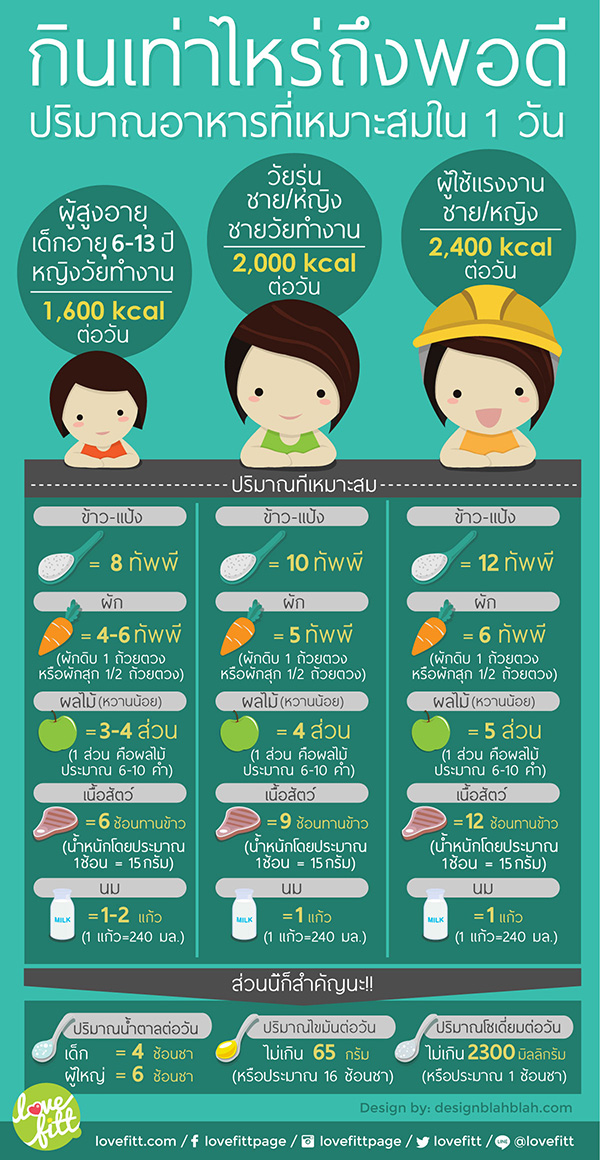 กินเท่าไหร่ถึงพอดี
ปริมาณอาหารที่เหมาะสมใน 1 วัน
ผู้สูงอายุ
เด็กอายุ 6-13 ปี
หญิงวัยทำงาน
1,600 kcal
ต่อวัน
วัยรุ่น
ชาย/หญิง
ชายวัยทำงาน
2,000 kcal
ต่อวัน
ผู้ใช้แรงงาน
ชาย/หญิง
2,400 kcal
ต่อวัน
ปริมาณที่เหมาะสม
ข้าว-แป้ง
= 8 ทัพพี
ผัก
= 4-6 ทัพพี
(ผักดิบ 1 ถ้วยตวง
หรือผักสุก 1/2 ถ้วยตวง)
ผลไม้ (หวานน้อย)
= 3-4 ส่วน
(1 ส่วน คือผลไม้
ประมาณ 6-10 คำ)
เนื้อสัตว์
= 6 ช้อนทานข้าว
(น้ำหนักโดยประมาณ
1ช้อน = 15กรัม)
นม
MILK
= 1-2 แก้ว
(1 แก้ว=240 มล.)
ข้าว-แป้ง
= 10 ทัพพี
ผัก
= 5 ทัพพี
(ผักดิบ 1 ถ้วยตวง
หรือผักสุก 1/2 ถ้วยตวง)
ผลไม้ (หวานน้อย)
= 4 ส่วน
(1 ส่วน คือผลไม้
ประมาณ 6-10 คำ)
เนื้อสัตว์
= 9 ช้อนทานข้าว
(น้ำหนักโดยประมาณ
1ช้อน = 15กรัม)
นม
MILK
= 1 แก้ว
(1 แก้ว=240 มล.)
ข้าว-แป้ง
= 12 ทัพพี
ผัก
= 6 ทัพพี
(ผักดิบ 1 ถ้วยตวง
หรือผักสุก 1/2 ถ้วยตวง)
ผลไม้ (หวานน้อย)
= 5 ส่วน
(1 ส่วน คือผลไม้
ประมาณ 6-10 คำ)
เนื้อสัตว์
= 12 ช้อนทานข้าว
(น้ำหนักโดยประมาณ
1ช้อน = 15กรัม)
นม
MILK
= 1 แก้ว
(1 แก้ว=240 มล.)
ส่วนนี้ก็สำคัญนะ!!
ปริมาณน้ำตาลต่อวัน
เด็ก = 4 ช้อนชา
ผู้ใหญ่ = 6 ช้อนชา
ปริมาณไขมันต่อวัน
ไม่เกิน 65 กรัม
(หรือประมาณ 16 ช้อนชา)
ปริมาณโซเดี่ยมต่อวัน
ไม่เกิน 2300 มิลลิกรัม
(หรือประมาณ 1 ช้อนชา)
Design by: designblahblah.com
love
fitt
lovefitt.com / f lovefittpage / lovefittpage / lovefitt / LINE @lovefitt